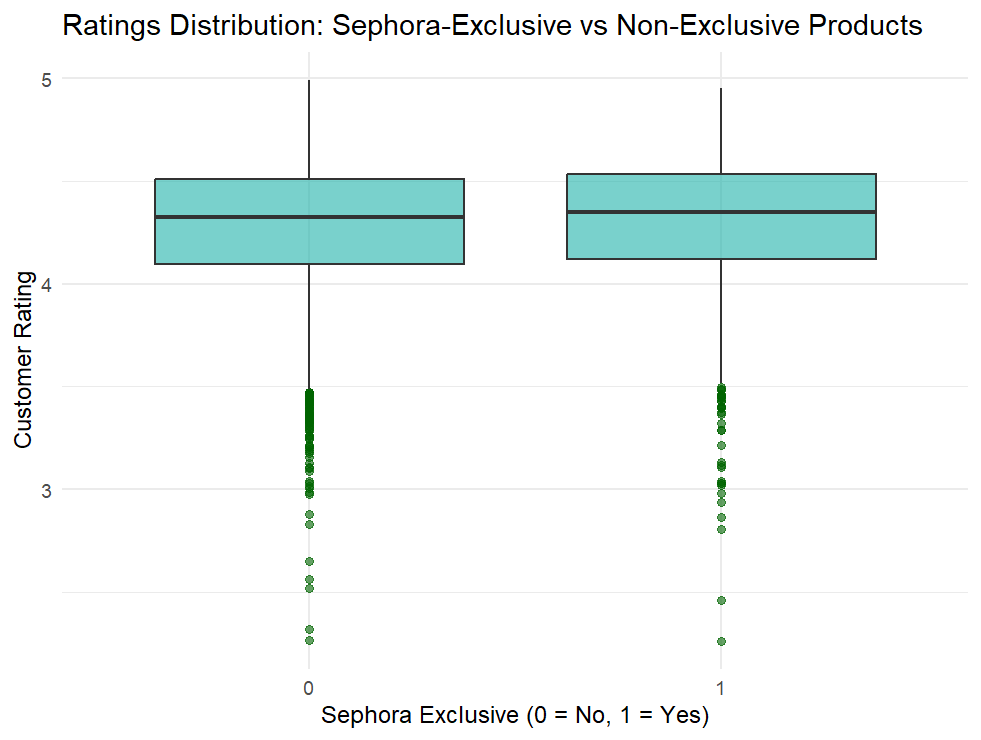 Ratings Distribution: Sephora-Exclusive vs Non-Exclusive Products
5
4
3
Customer Rating
0
1
Sephora Exclusive (0 = No, 1 = Yes)